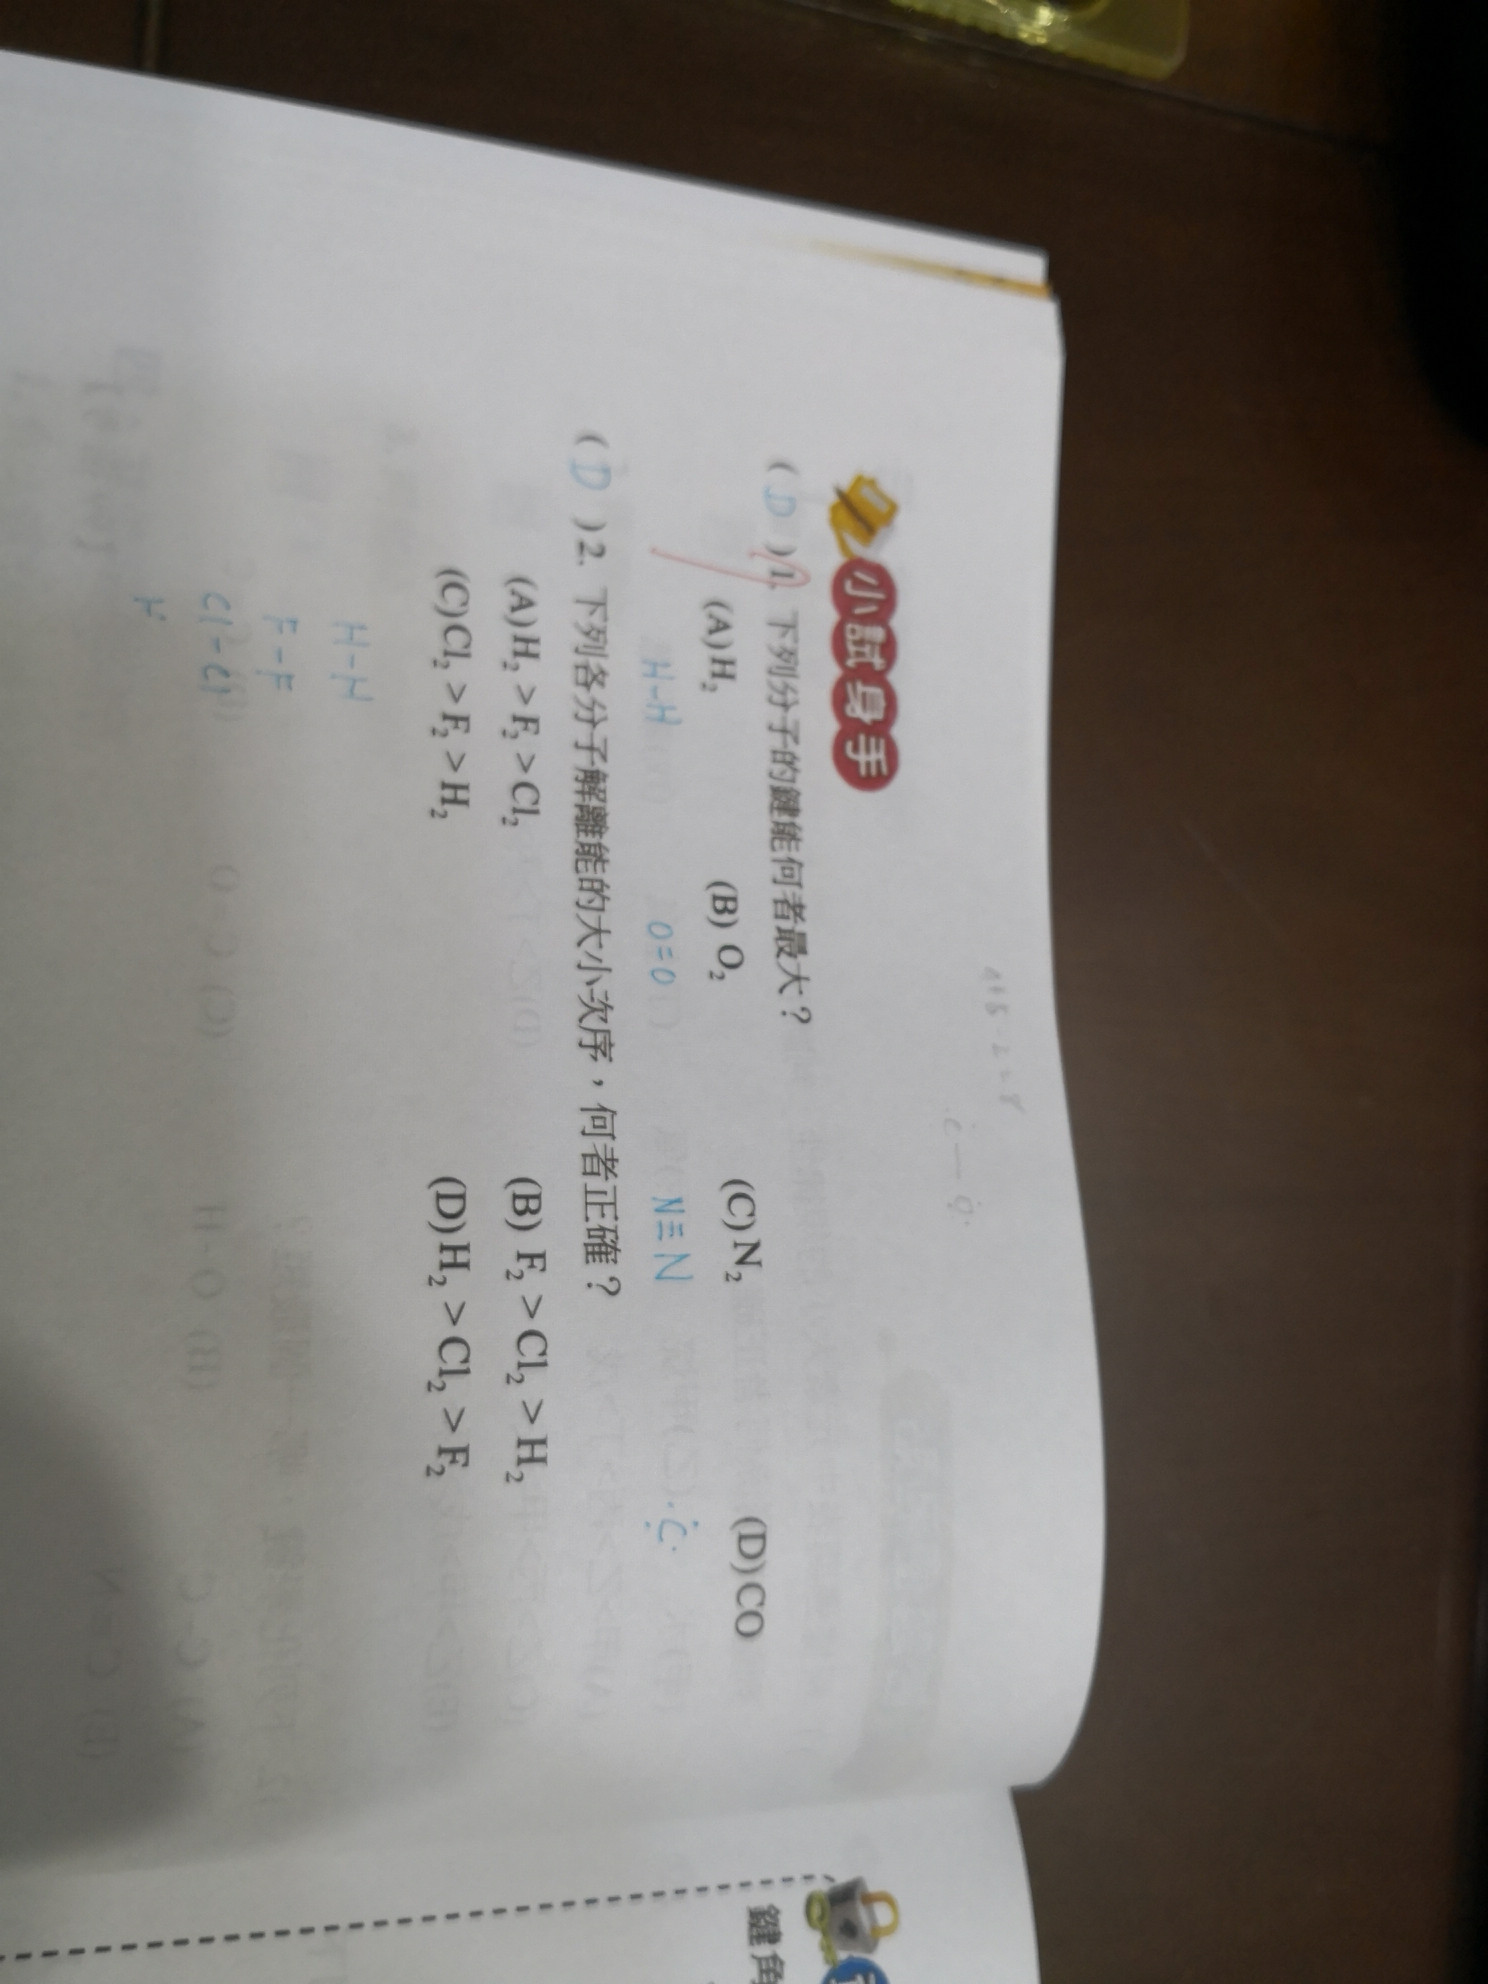 小試身手
( D )1. 下列分子的鍵能何者最大？
(A)H₂ (B) O₂ (C)N₂ (D)CO
H-H O=O N≡N ·C·
( D )2. 下列各分子解離能的大小次序，何者正確？
(A)H₂>F₂>Cl₂ (B) F₂>Cl₂>H₂
(C)Cl₂>F₂>H₂ (D)H₂>Cl₂>F₂
H-H
F-F
Cl-Cl
鍵角